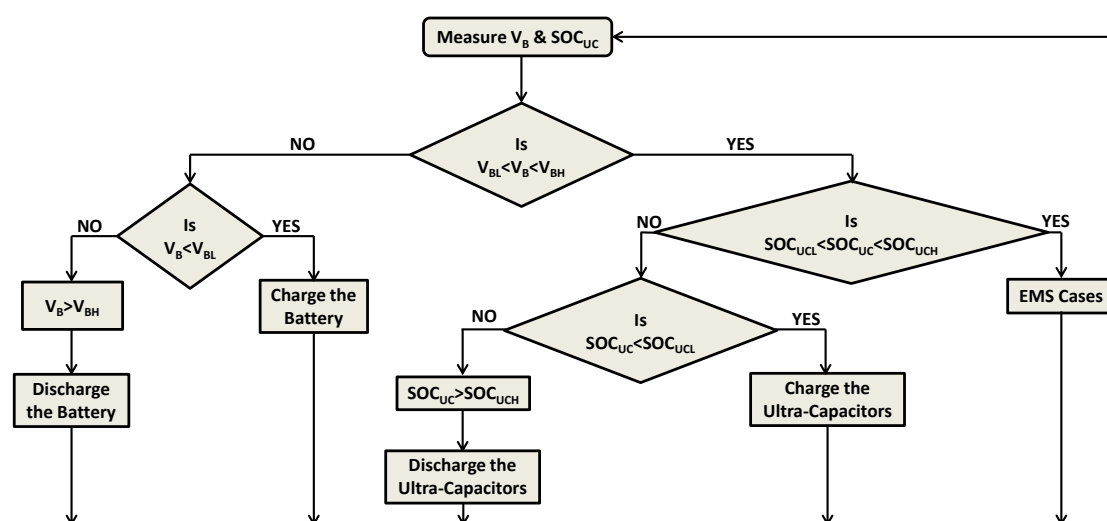 Measure V_B & SOC_UC
Is
V_BL<V_B<V_BH
NO
YES
Is
V_B<V_BL
NO
YES
Is
SOC_UCL<SOC_UC<SOC_UCH
NO
YES
V_B>V_BH
Charge the
Battery
Is
SOC_UC<SOC_UCL
NO
YES
EMS Cases
Discharge
the Battery
SOC_UC>SOC_UCH
Charge the
Ultra-Capacitors
Discharge the
Ultra-Capacitors